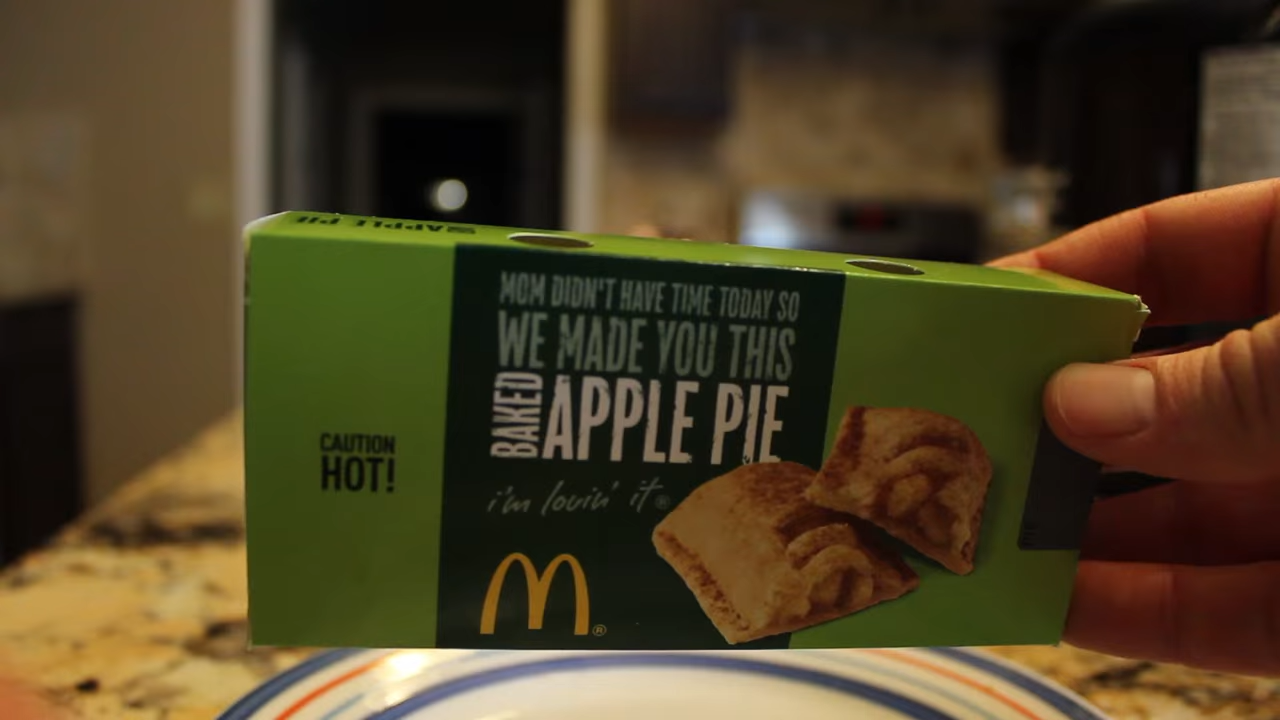 APPLE PIE
MOM DIDN'T HAVE TIME TODAY SO
WE MADE YOU THIS
BAKED
APPLE PIE
i'm lovin' it®
M®
CAUTION
HOT!